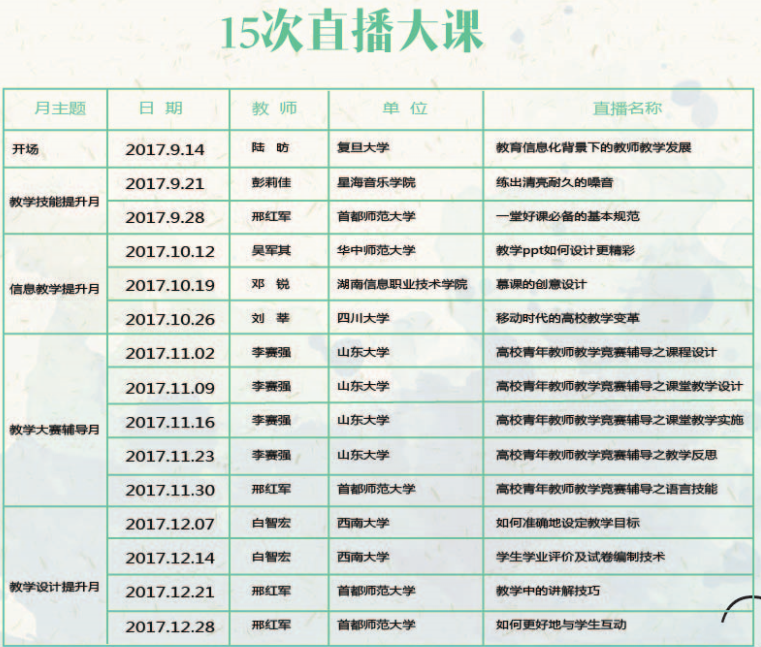 15次直播大课
月主题 日期 教师 单位 直播名称
开场 2017.9.14 陆昉 复旦大学 教育信息化背景下的教师教学发展
教学技能提升月 2017.9.21 彭莉佳 星海音乐学院 练出清亮耐久的嗓音
2017.9.28 邢红军 首都师范大学 一堂好课必备的基本规范
信息教学提升月 2017.10.12 吴军其 华中师范大学 教学ppt如何设计更精彩
2017.10.19 邓锐 湖南信息职业技术学院 慕课的创意设计
2017.10.26 刘莘 四川大学 移动时代的高校教学变革
教学大赛辅导月 2017.11.02 李赛强 山东大学 高校青年教师教学竞赛辅导之课程设计
2017.11.09 李赛强 山东大学 高校青年教师教学竞赛辅导之课堂教学设计
2017.11.16 李赛强 山东大学 高校青年教师教学竞赛辅导之课堂教学实施
2017.11.23 李赛强 山东大学 高校青年教师教学竞赛辅导之教学反思
2017.11.30 邢红军 首都师范大学 高校青年教师教学竞赛辅导之语言技能
教学设计提升月 2017.12.07 白智宏 西南大学 如何准确地设定教学目标
2017.12.14 白智宏 西南大学 学生学业评价及试卷编制技术
2017.12.21 邢红军 首都师范大学 教学中的讲解技巧
2017.12.28 邢红军 首都师范大学 如何更好地与学生互动